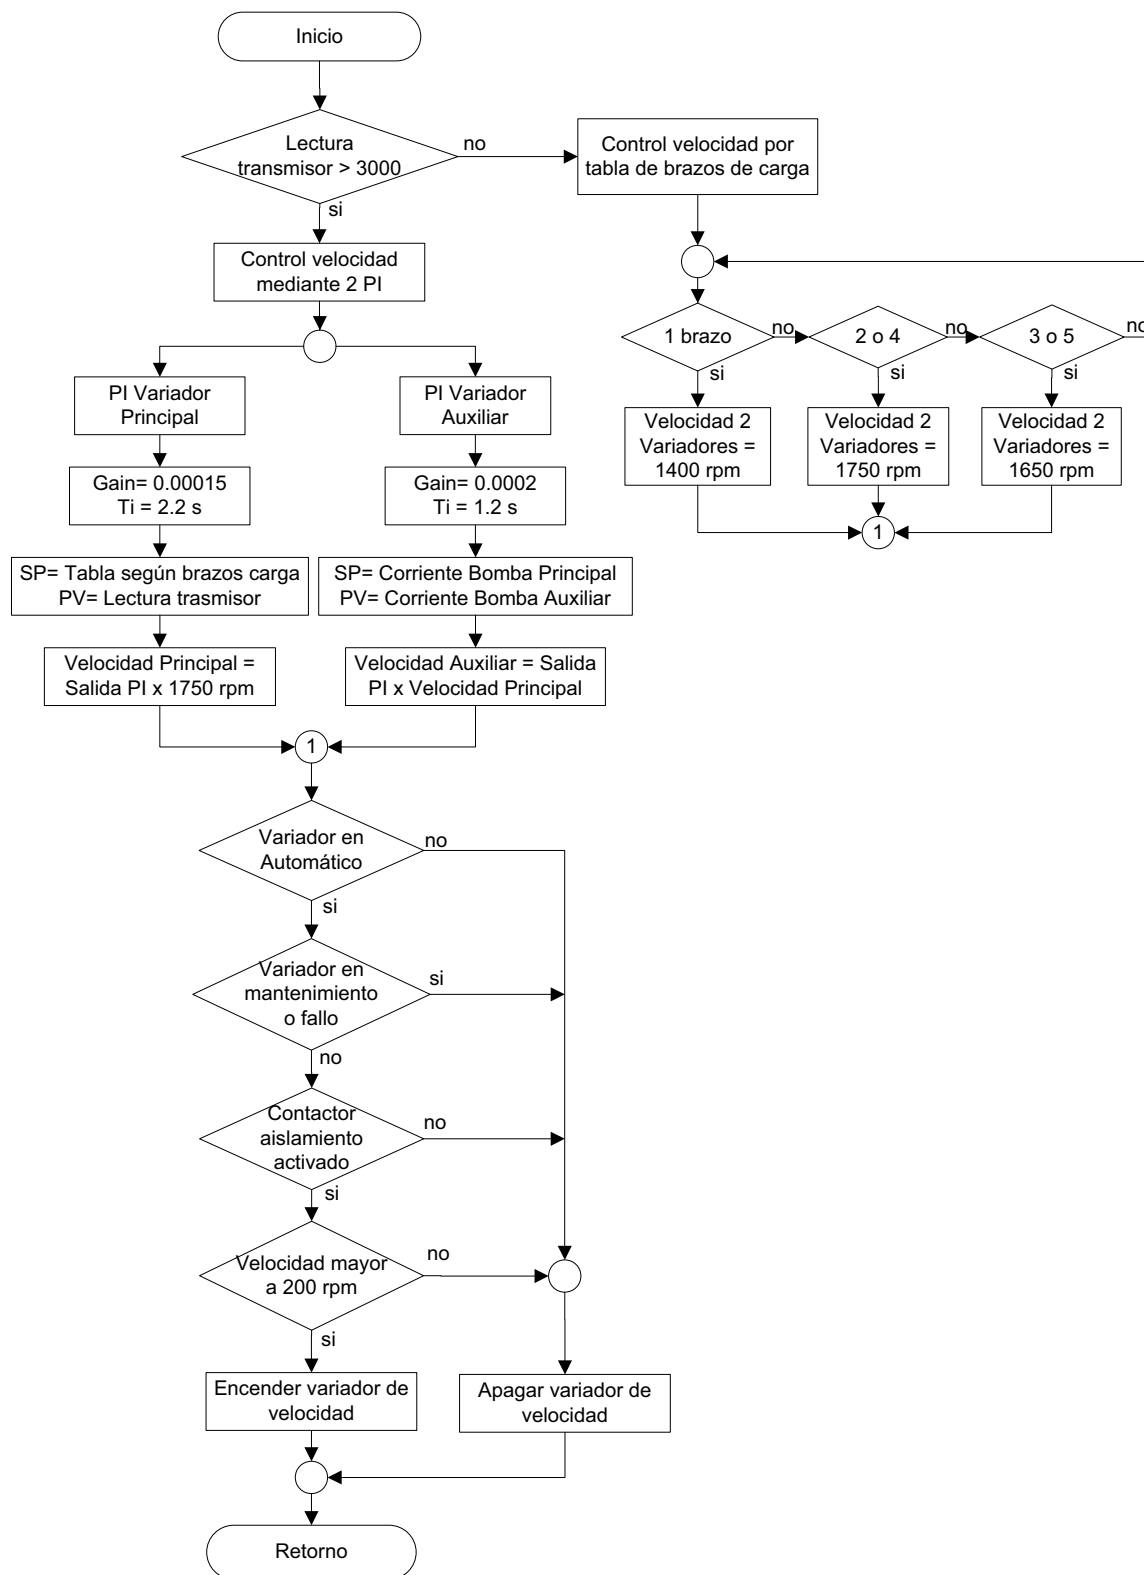 Inicio
Lectura
transmisor > 3000
no
si
Control velocidad por
tabla de brazos de carga
Control velocidad
mediante 2 PI
1 brazo
no
si
2 o 4
no
si
3 o 5
no
si
Velocidad 2
Variadores =
1400 rpm
Velocidad 2
Variadores =
1750 rpm
Velocidad 2
Variadores =
1650 rpm
1
PI Variador
Principal
PI Variador
Auxiliar
Gain= 0.00015
Ti = 2.2 s
Gain= 0.0002
Ti = 1.2 s
SP= Tabla según brazos carga
PV= Lectura trasmisor
SP= Corriente Bomba Principal
PV= Corriente Bomba Auxiliar
Velocidad Principal =
Salida PI x 1750 rpm
Velocidad Auxiliar = Salida
PI x Velocidad Principal
1
Variador en
Automático
no
si
Variador en
mantenimiento
o fallo
si
no
Contactor
aislamiento
activado
no
si
Velocidad mayor
a 200 rpm
no
si
Encender variador de
velocidad
Apagar variador de
velocidad
Retorno